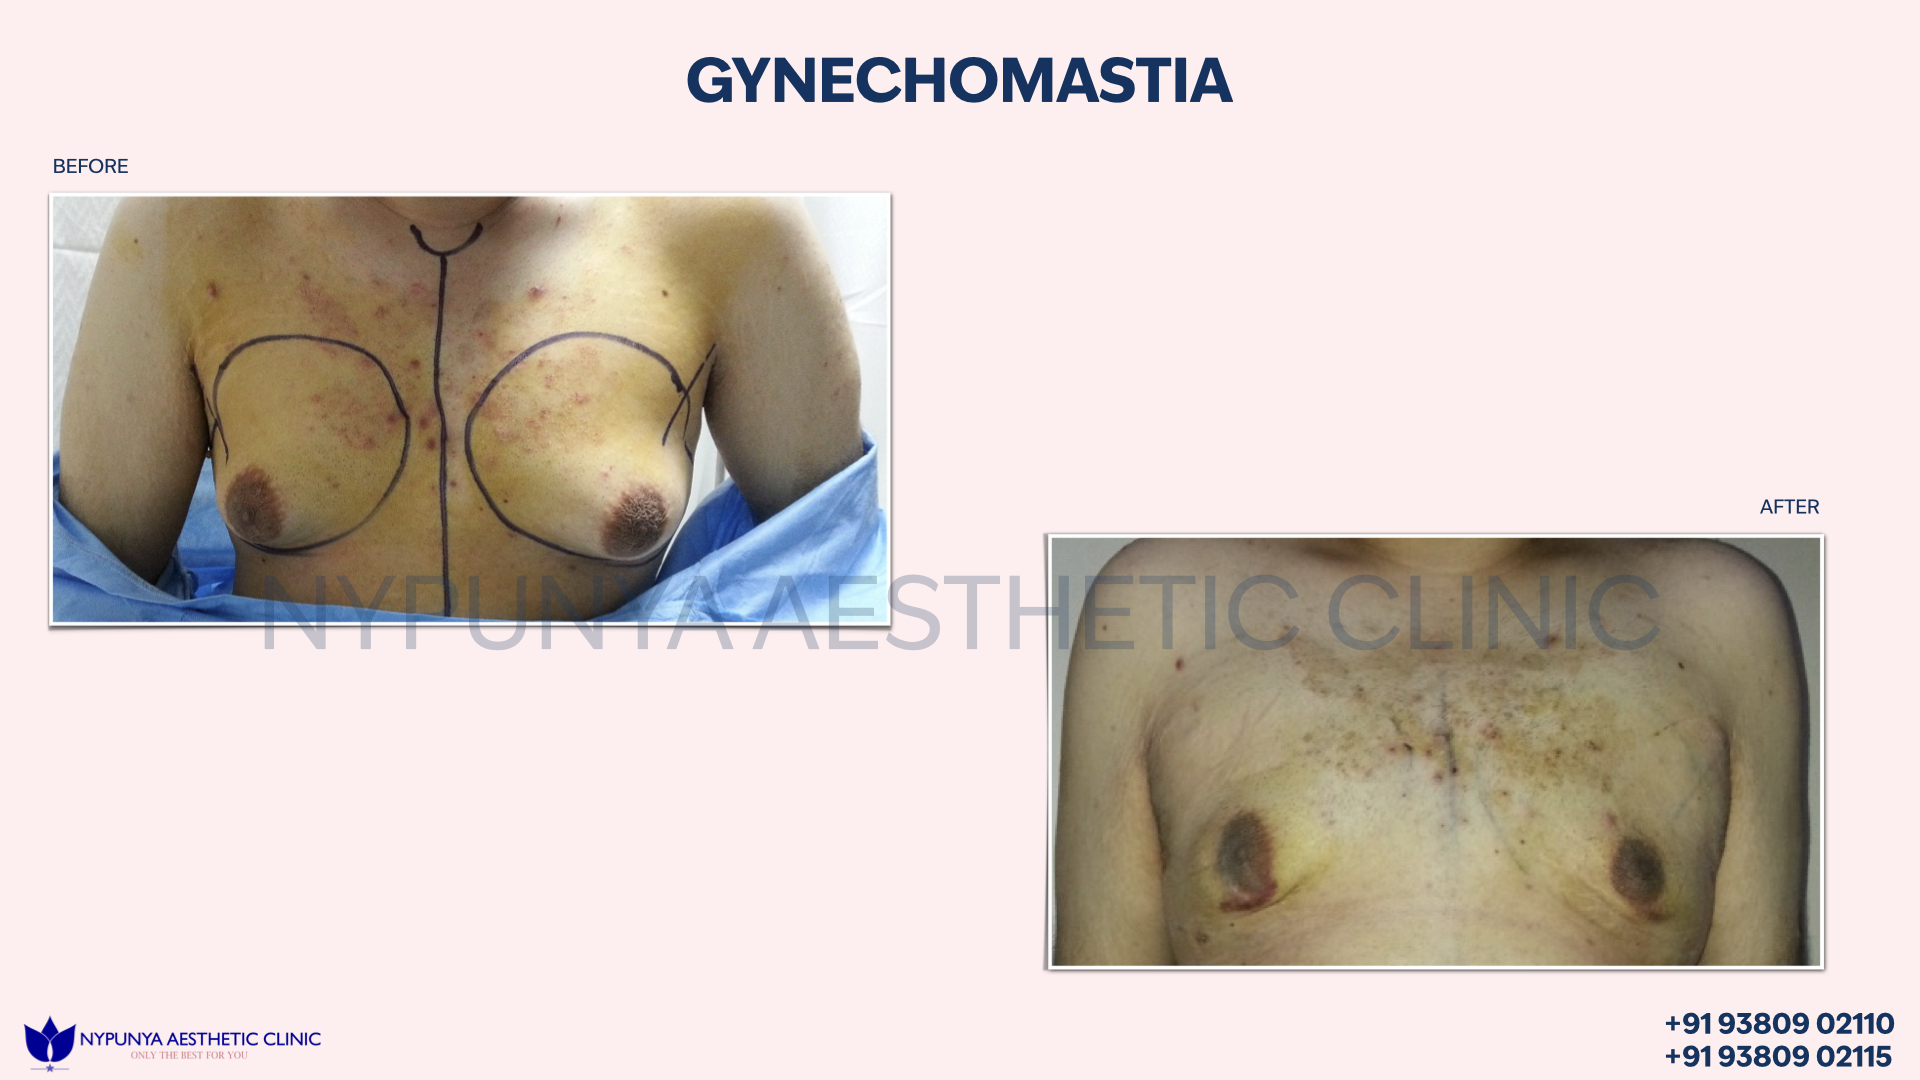 GYNECHOMASTIA
BEFORE
AFTER
NYPUNYA AESTHETIC CLINIC
NYPUNYA AESTHETIC CLINIC
ONLY THE BEST FOR YOU
+91 93809 02110
+91 93809 02115